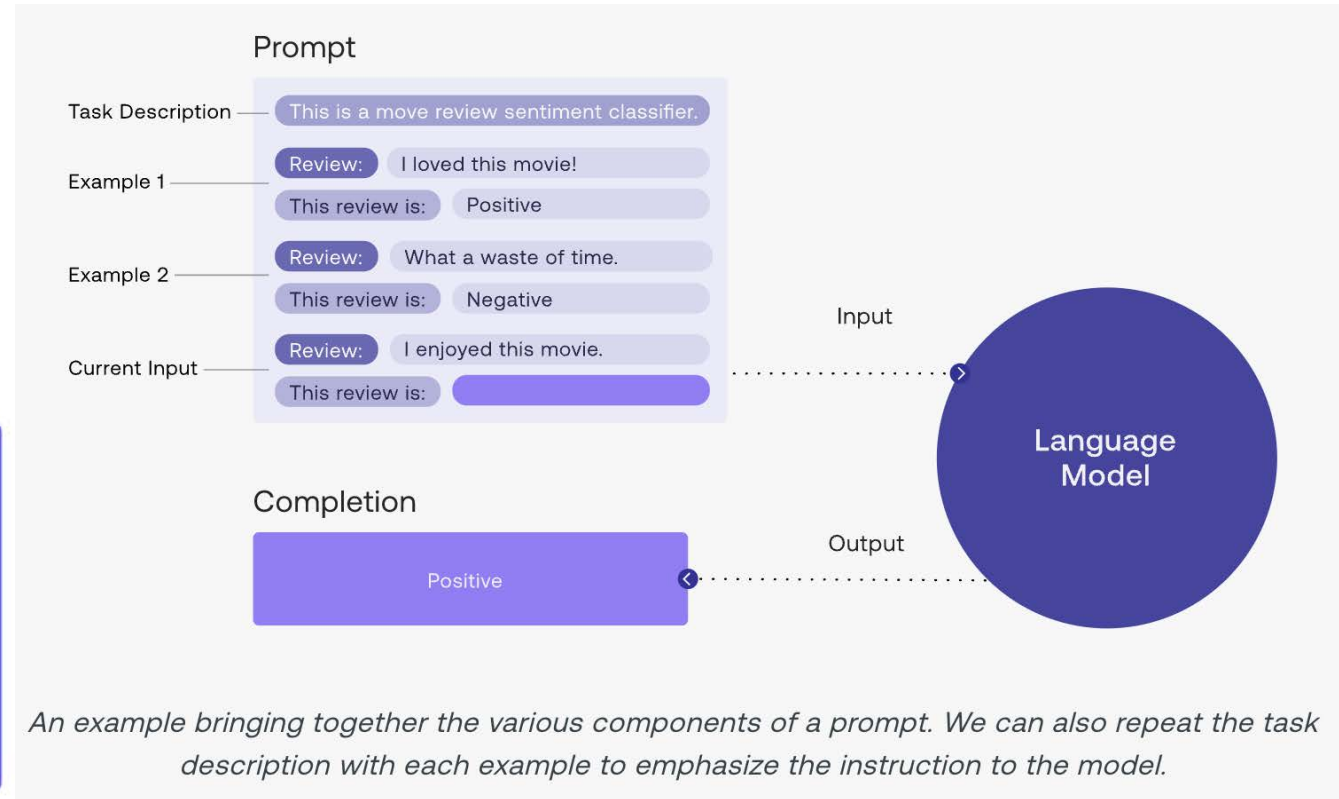 Prompt
Task Description
This is a move review sentiment classifier.
Example 1
Review: I loved this movie!
This review is: Positive
Example 2
Review: What a waste of time.
This review is: Negative
Current Input
Review: I enjoyed this movie.
This review is:
Input
Language
Model
Completion
Positive
Output
An example bringing together the various components of a prompt. We can also repeat the task
description with each example to emphasize the instruction to the model.